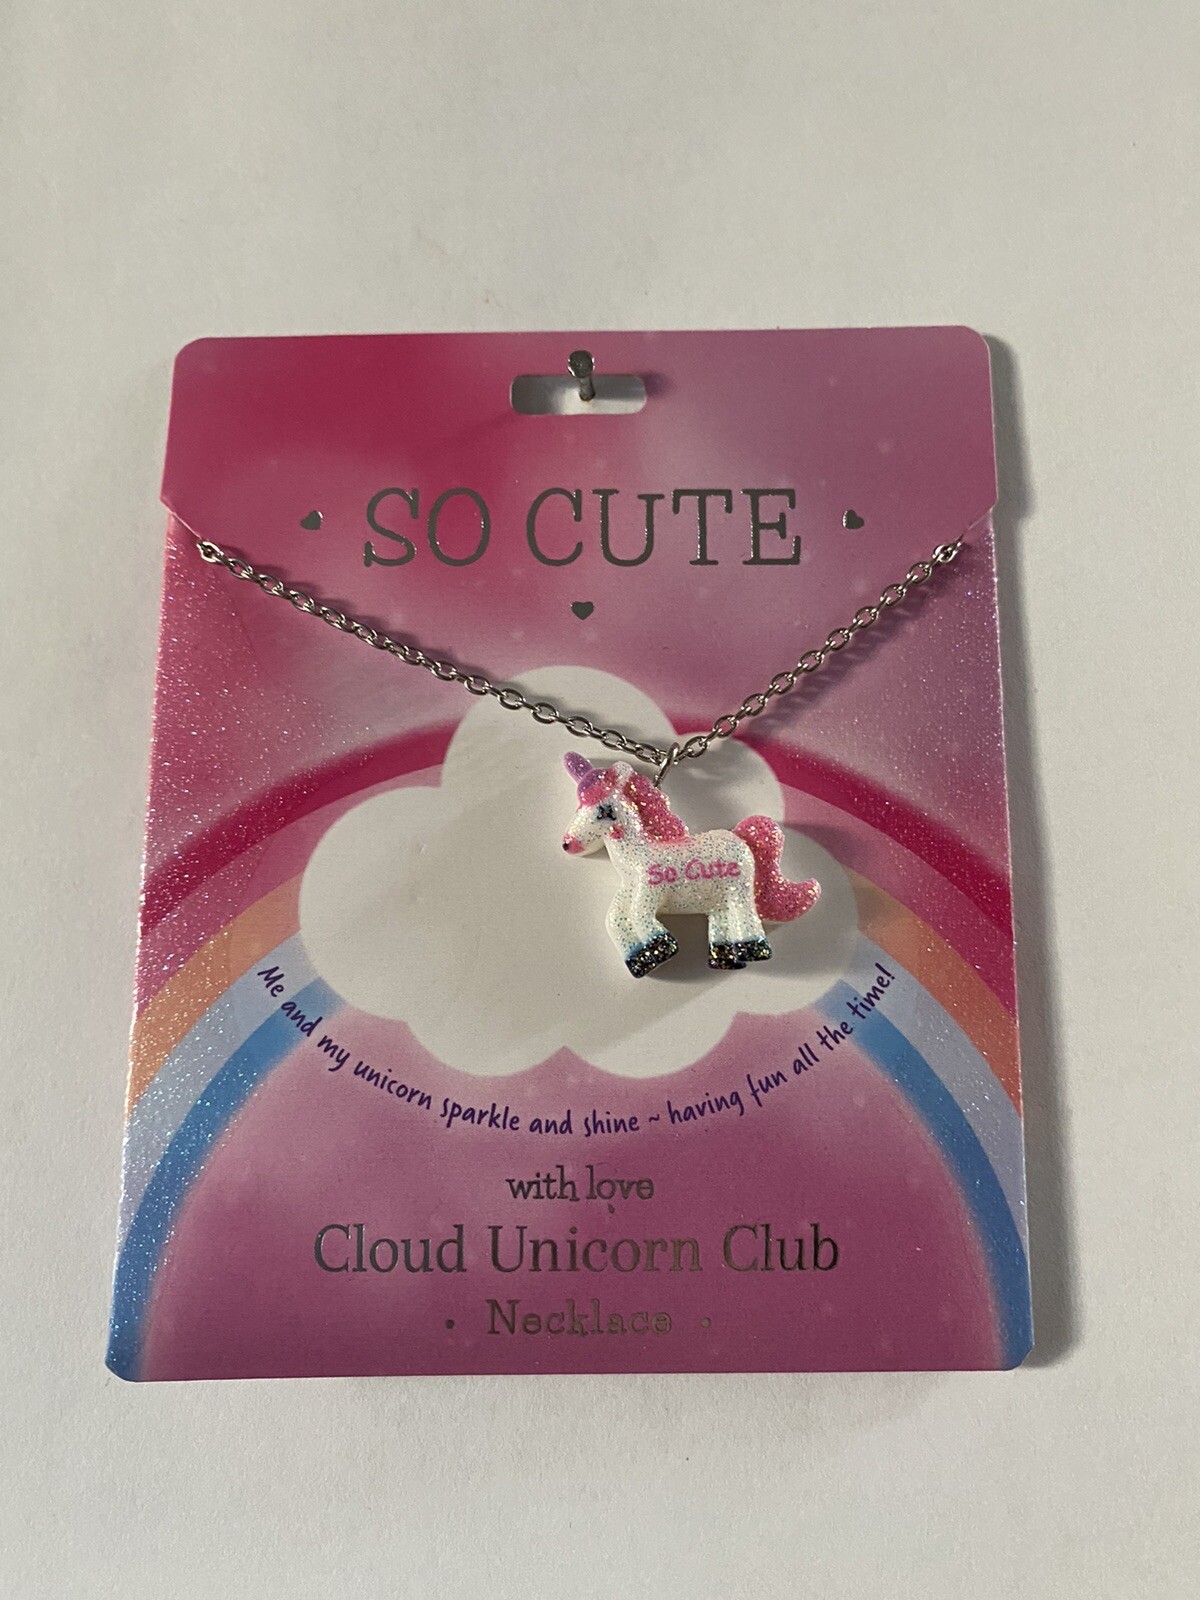 SO CUTE
So Cute
Me and my unicorn sparkle and shine ~ having fun all the time!
with love
Cloud Unicorn Club
· Necklace ·